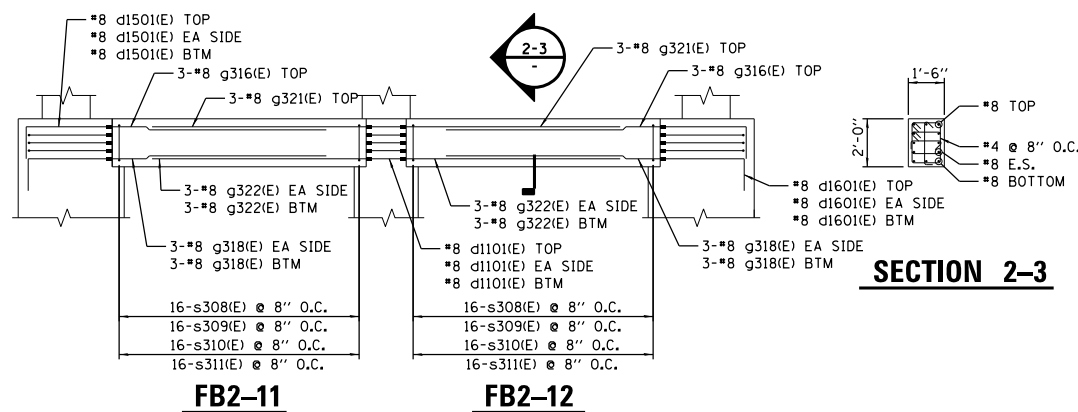 #8 d1501(E) TOP
#8 d1501(E) EA SIDE
#8 d1501(E) BTM
3-#8 g316(E) TOP
3-#8 g321(E) TOP
2-3
-
3-#8 g321(E) TOP
3-#8 g316(E) TOP
1'-6"
2'-0"
#8 TOP
#4 @ 8" O.C.
#8 E.S.
#8 BOTTOM
3-#8 g322(E) EA SIDE
3-#8 g322(E) BTM
3-#8 g318(E) EA SIDE
3-#8 g318(E) BTM
3-#8 g322(E) EA SIDE
3-#8 g322(E) BTM
#8 d1101(E) TOP
#8 d1101(E) EA SIDE
#8 d1101(E) BTM
#8 d1601(E) TOP
#8 d1601(E) EA SIDE
#8 d1601(E) BTM
3-#8 g318(E) EA SIDE
3-#8 g318(E) BTM
SECTION 2-3
16-s308(E) @ 8" O.C.
16-s309(E) @ 8" O.C.
16-s310(E) @ 8" O.C.
16-s311(E) @ 8" O.C.
16-s308(E) @ 8" O.C.
16-s309(E) @ 8" O.C.
16-s310(E) @ 8" O.C.
16-s311(E) @ 8" O.C.
FB2-11
FB2-12